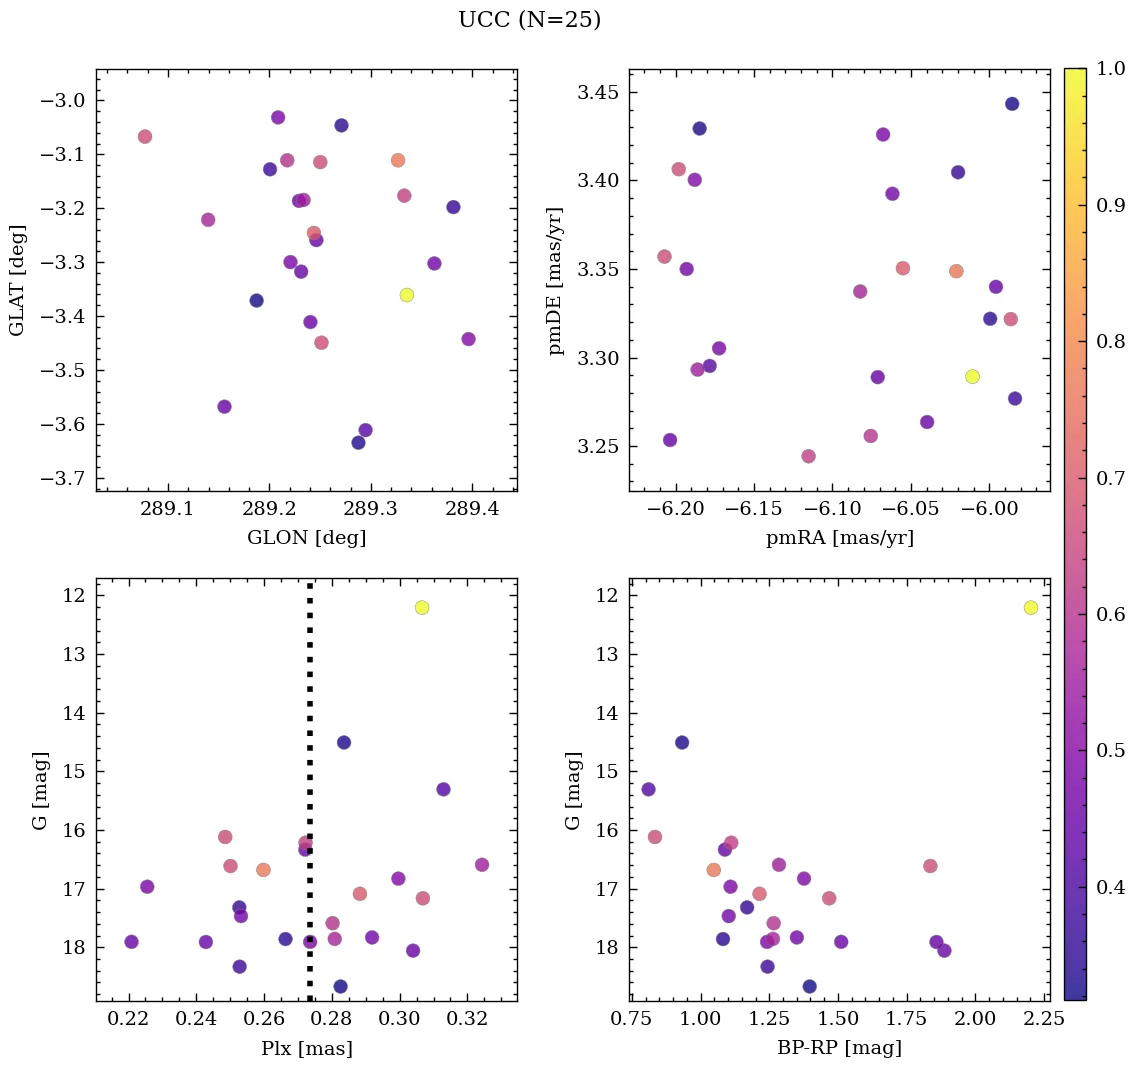 UCC (N=25)
−3.0
−3.1
−3.2
−3.3
−3.4
−3.5
−3.6
−3.7
GLAT [deg]
289.1 289.2 289.3 289.4
GLON [deg]
3.45
3.40
3.35
3.30
3.25
pmDE [mas/yr]
−6.20 −6.15 −6.10 −6.05 −6.00
pmRA [mas/yr]
12
13
14
15
16
17
18
G [mag]
0.22 0.24 0.26 0.28 0.30 0.32
Plx [mas]
12
13
14
15
16
17
18
G [mag]
0.75 1.00 1.25 1.50 1.75 2.00 2.25
BP-RP [mag]
1.0
0.9
0.8
0.7
0.6
0.5
0.4